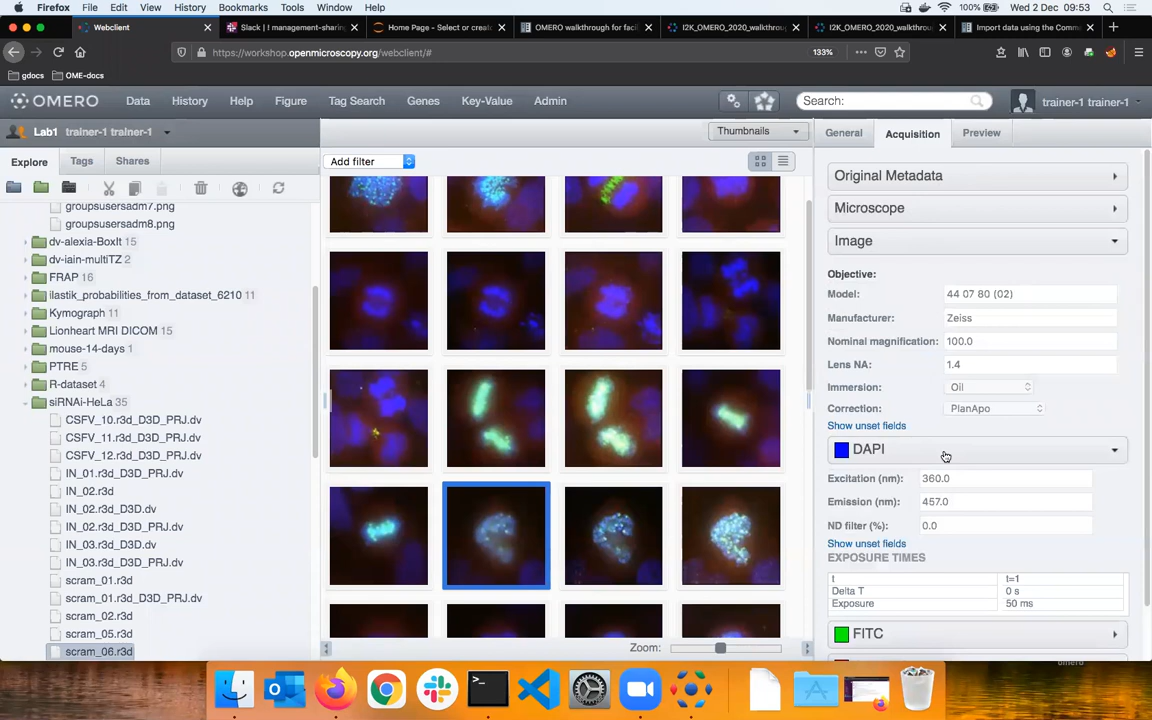 Firefox File Edit View History Bookmarks Tools Window Help 100% Wed 2 Dec 09:53
Webclient
Slack | ! management-sharing
Home Page - Select or create
OMERO walkthrough for facil
I2K_OMERO_2020_walkthroug
I2K_OMERO_2020_walkthroug
Import data using the Comma
https://workshop.openmicroscopy.org/webclient/# 133%
gdocs OME-docs
OMERO Data History Help Figure Tag Search Genes Key-Value Admin Search: trainer-1 trainer-1
Lab1 trainer-1 trainer-1 Thumbnails General Acquisition Preview
Explore Tags Shares Add filter
groupsusersadm7.png
groupsusersadm8.png
dv-alexia-BoxIt 15
dv-iain-multiTZ 2
FRAP 16
ilastik_probabilities_from_dataset_6210 11
Kymograph 11
Lionheart MRI DICOM 15
mouse-14-days 1
PTRE 5
R-dataset 4
siRNAi-HeLa 35
CSFV_10.r3d_D3D_PRJ.dv
CSFV_11.r3d_D3D_PRJ.dv
CSFV_12.r3d_D3D_PRJ.dv
IN_01.r3d_D3D_PRJ.dv
IN_02.r3d
IN_02.r3d_D3D.dv
IN_02.r3d_D3D_PRJ.dv
IN_03.r3d_D3D.dv
IN_03.r3d_D3D_PRJ.dv
scram_01.r3d
scram_01.r3d_D3D_PRJ.dv
scram_02.r3d
scram_05.r3d
scram_06.r3d
Zoom:
Original Metadata
Microscope
Image
Objective:
Model: 44 07 80 (02)
Manufacturer: Zeiss
Nominal magnification: 100.0
Lens NA: 1.4
Immersion: Oil
Correction: PlanApo
Show unset fields
DAPI
Excitation (nm): 360.0
Emission (nm): 457.0
ND filter (%): 0.0
Show unset fields
EXPOSURE TIMES
t t=1
Delta T 0 s
Exposure 50 ms
FITC
omero